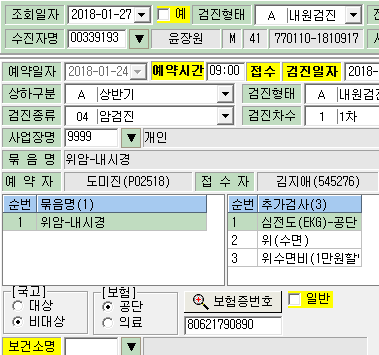 조회일자 2018-01-27 예 검진형태 A 내원검진
수진자명 00339193 윤장원 M 41 770110-1810917
예약일자 2018-01-24 예약시간 09:00 접수 검진일자 2018-
상하구분 A 상반기 검진형태 A 내원검진
검진종류 04 암검진 검진차수 1 1차
사업장명 9999 개인
묶 음 명 위암-내시경
예 약 자 도미진(P02518) 접 수 자 김지애(545276)
순번 묶음명(1) 순번 추가검사(3)
1 위암-내시경 1 심전도(EKG)-공단
2 위(수면)
3 위수면비(1만원할
국고 보험 보험증번호 일반
대상 공단
비대상 의료 80621790890
보건소명